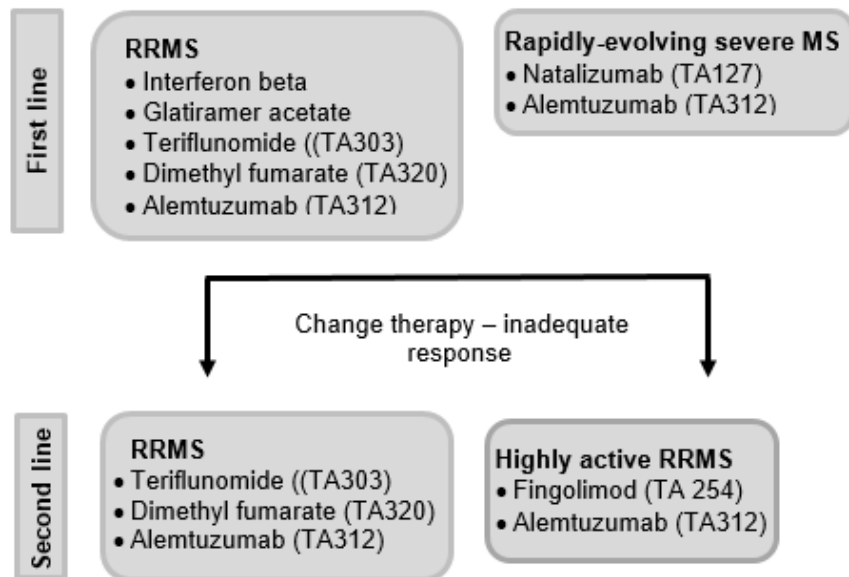 First line
RRMS
• Interferon beta
• Glatiramer acetate
• Teriflunomide ((TA303)
• Dimethyl fumarate (TA320)
• Alemtuzumab (TA312)
Rapidly-evolving severe MS
• Natalizumab (TA127)
• Alemtuzumab (TA312)
Change therapy – inadequate
response
Second line
RRMS
• Teriflunomide ((TA303)
• Dimethyl fumarate (TA320)
• Alemtuzumab (TA312)
Highly active RRMS
• Fingolimod (TA 254)
• Alemtuzumab (TA312)